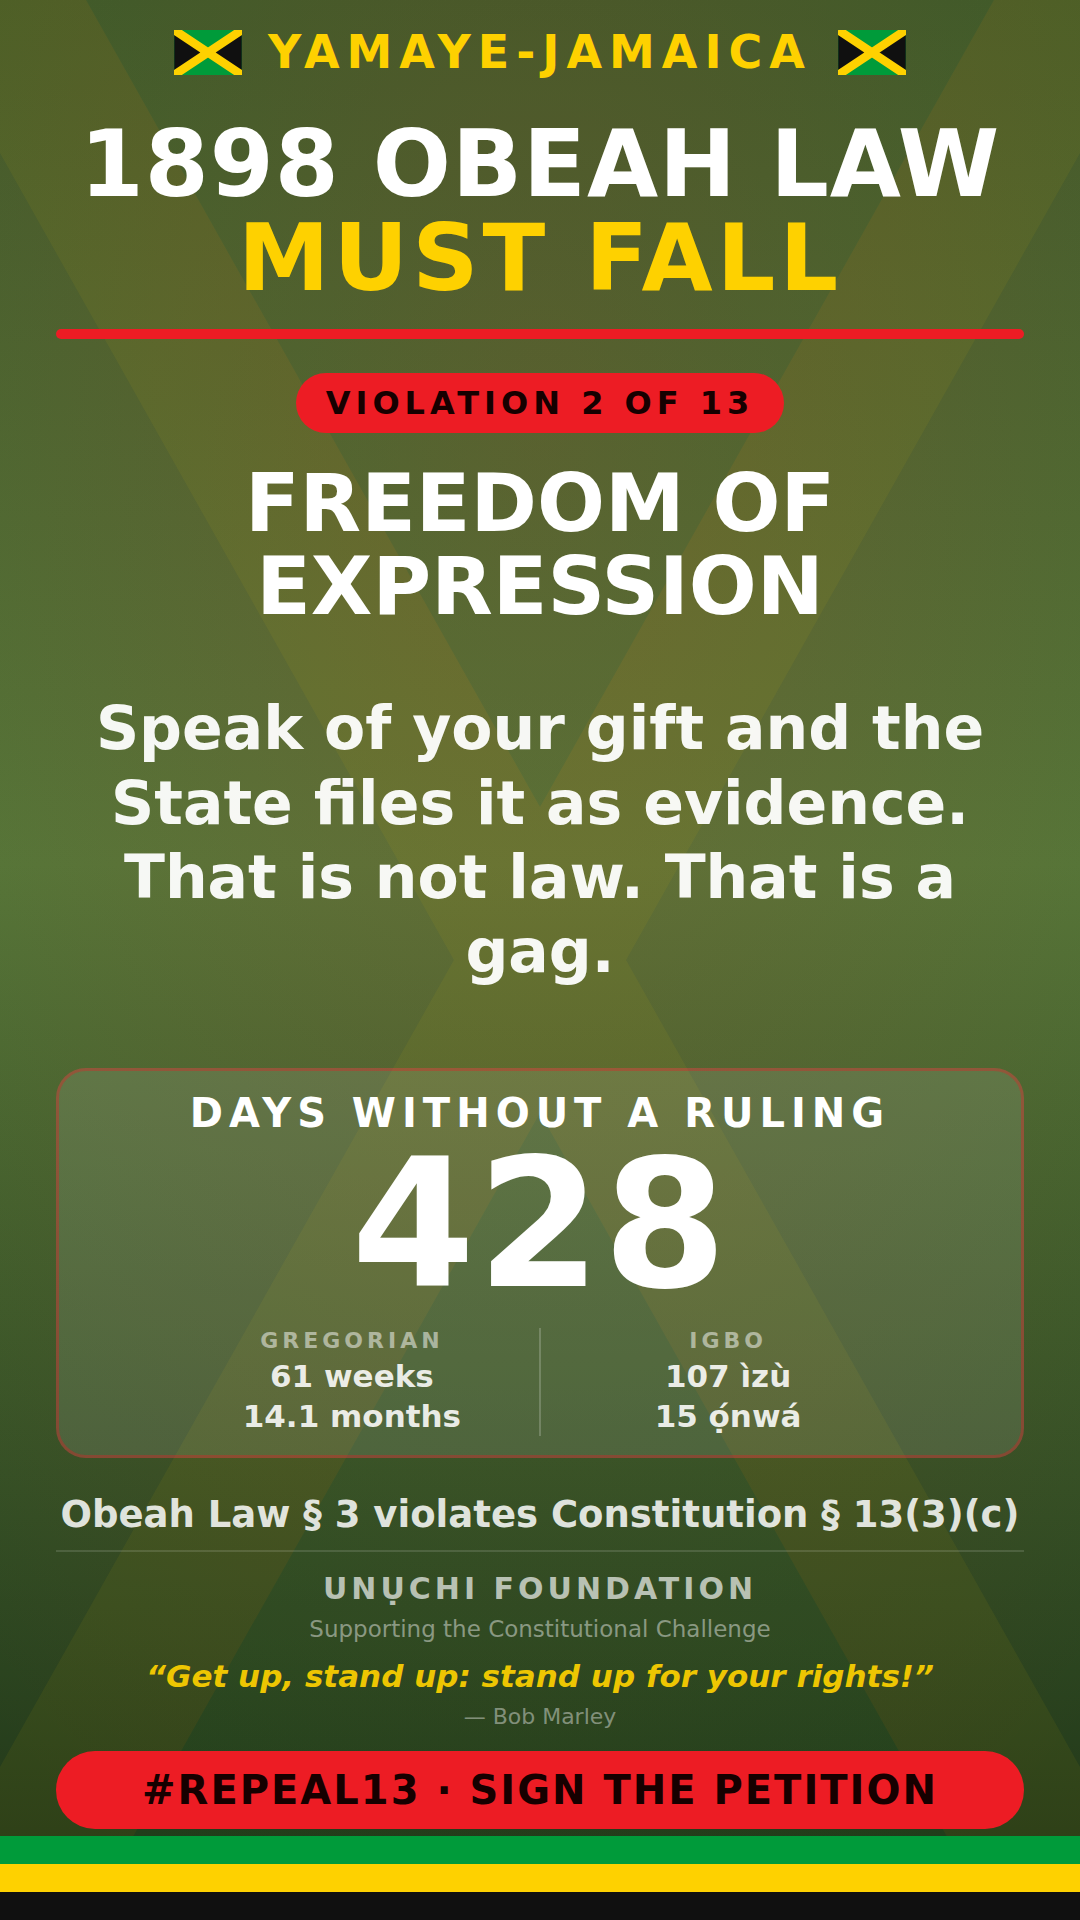 YAMAYE-JAMAICA
1898 OBEAH LAW
MUST FALL
VIOLATION 2 OF 13
FREEDOM OF
EXPRESSION
Speak of your gift and the
State files it as evidence.
That is not law. That is a
gag.
DAYS WITHOUT A RULING
428
GREGORIAN
61 weeks
14.1 months
IGBO
107 ìzù
15 ọ́nwá
Obeah Law § 3 violates Constitution § 13(3)(c)
UNỤCHI FOUNDATION
Supporting the Constitutional Challenge
“Get up, stand up: stand up for your rights!”
— Bob Marley
#REPEAL13 · SIGN THE PETITION